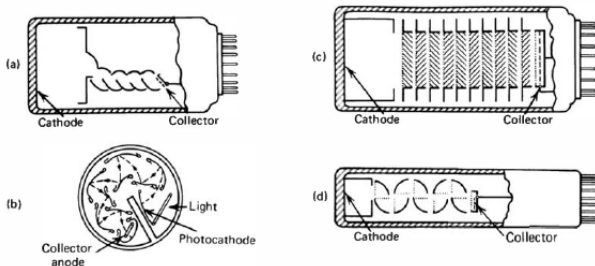 (a)
Cathode
Collector
(b)
Light
Photocathode
Collector
anode
(c)
Cathode
Collector
(d)
Cathode
Collector